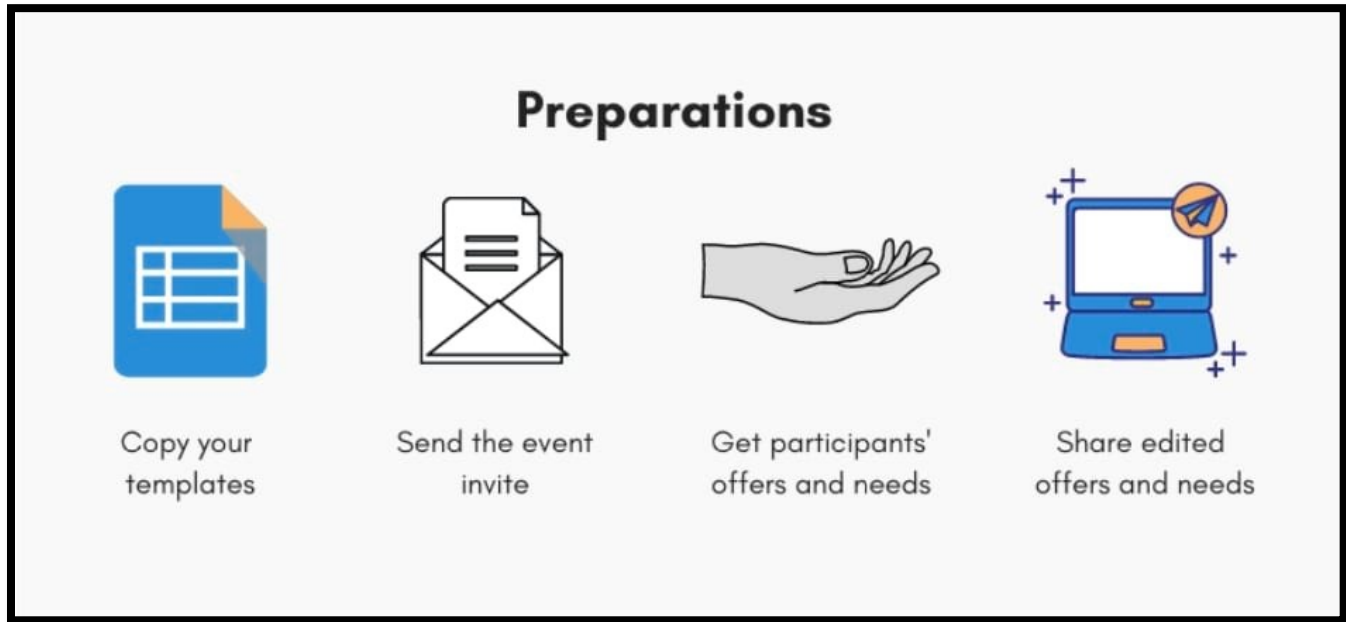 Preparations
Copy your
templates
Send the event
invite
Get participants'
offers and needs
Share edited
offers and needs